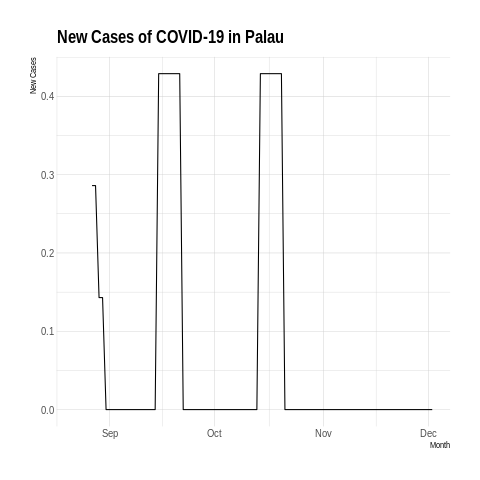 New Cases of COVID-19 in Palau
New Cases
0.4
0.3
0.2
0.1
0.0
Sep Oct Nov Dec
Month